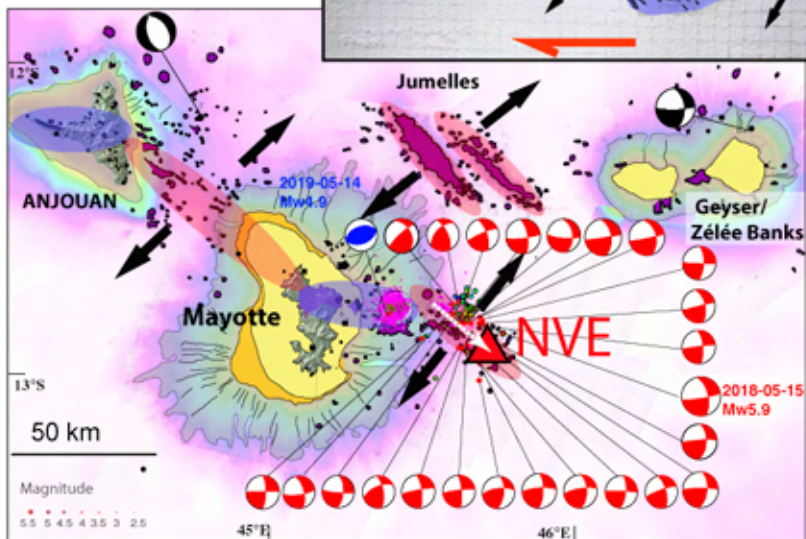 12°S
Jumelles
ANJOUAN
2019-05-14
Mw4.9
Geyser/
Zélée Banks
Mayotte
NVE
13°S
2018-05-15
Mw5.9
50 km
Magnitude
5.5 5 4.5 4 3.5 3 2.5
45°E
46°E